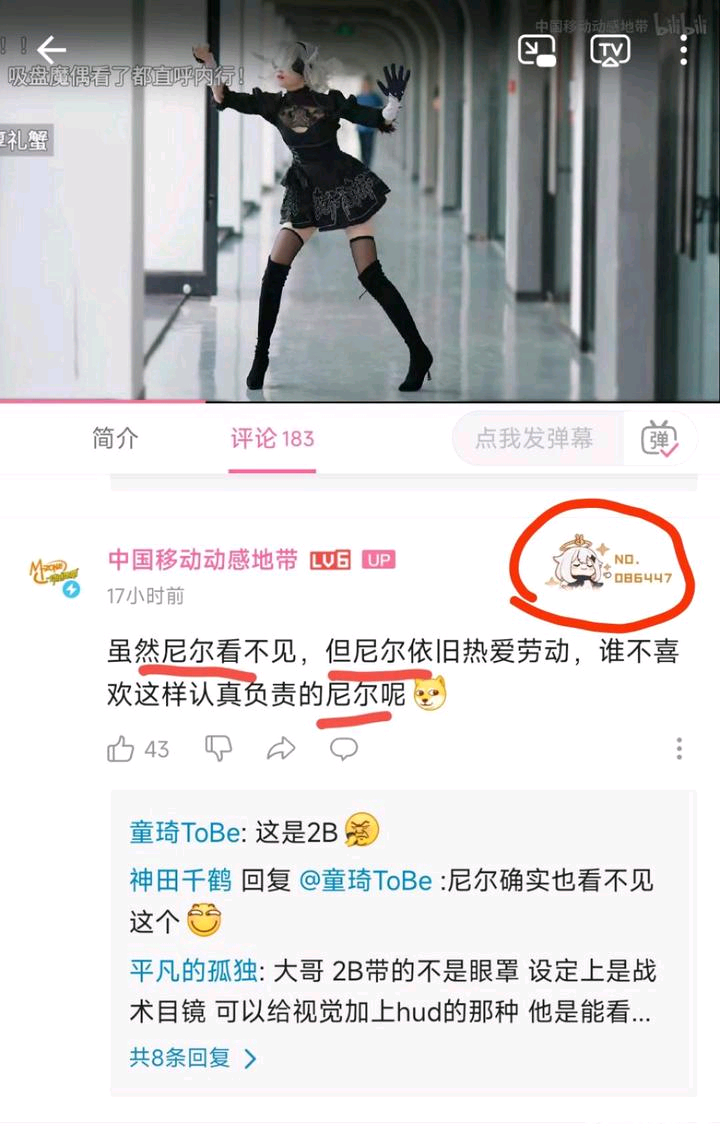 中国移动动感地带 bilibili
！！
吸盘魔偶看了都直呼内行！
TV
享礼蟹
简介
评论 183
点我发弹幕
弹
中国移动动感地带 LV6 UP
NO.
086447
17小时前
虽然尼尔看不见，但尼尔依旧热爱劳动，谁不喜
欢这样认真负责的尼尔呢
43
童琦ToBe: 这是2B
神田千鹤 回复 @童琦ToBe :尼尔确实也看不见
这个
平凡的孤独: 大哥 2B带的不是眼罩 设定上是战
术目镜 可以给视觉加上hud的那种 他是能看...
共8条回复